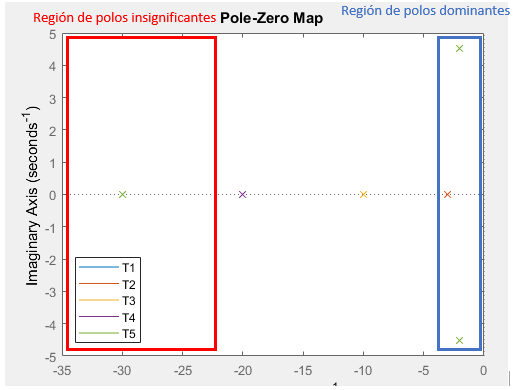 Región de polos insignificantes
Pole-Zero Map
Región de polos dominantes
Imaginary Axis (seconds⁻¹)
5
4
3
2
1
0
-1
-2
-3
-4
-5
T1
T2
T3
T4
T5
-35
-30
-25
-20
-15
-10
-5
0